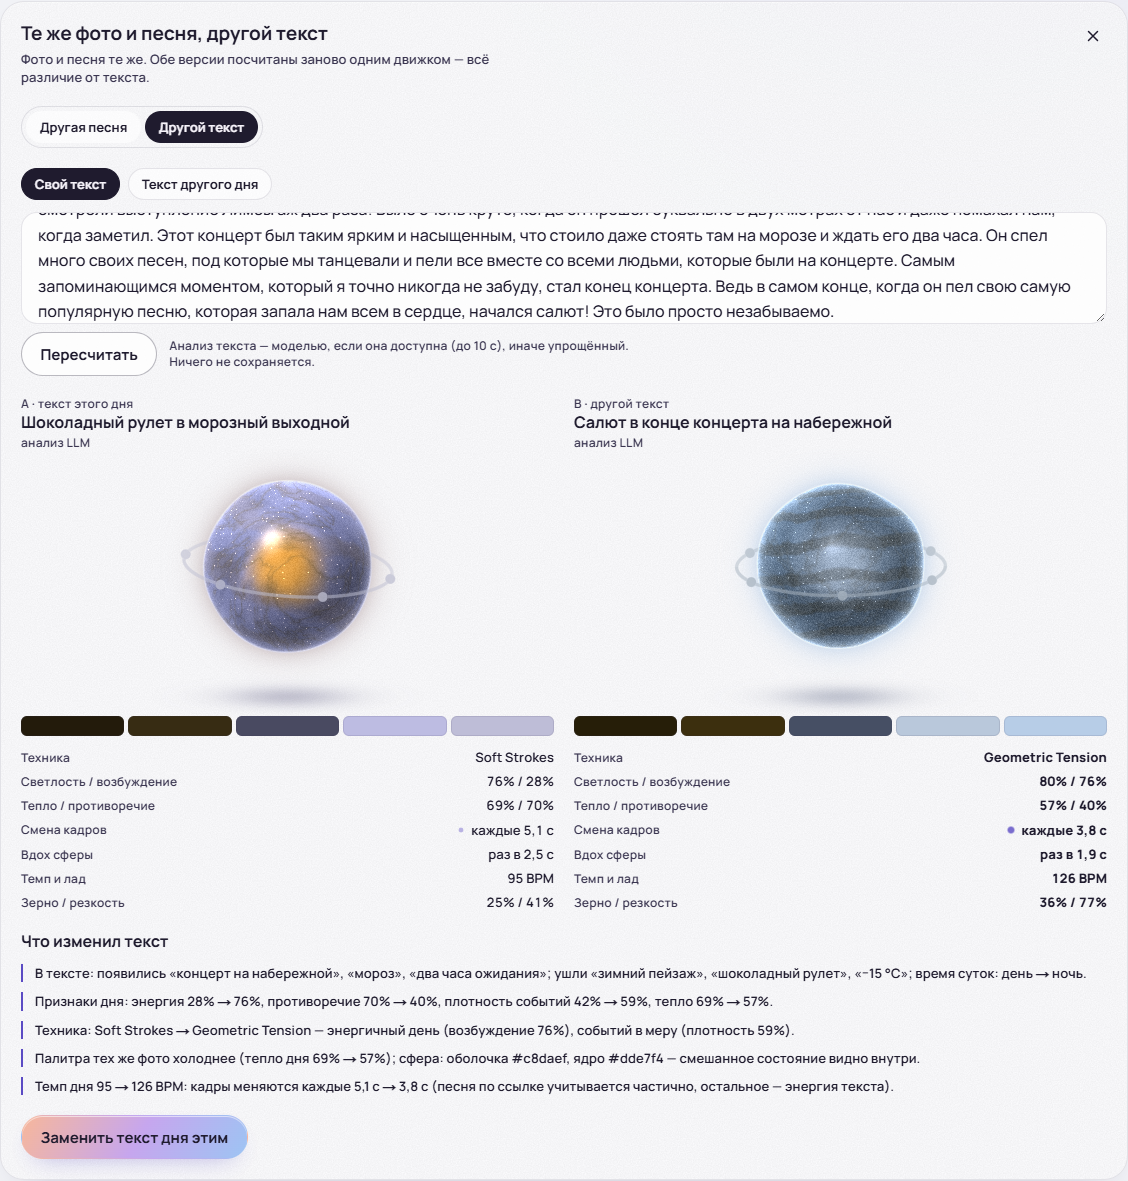 Те же фото и песня, другой текст
Фото и песня те же. Обе версии посчитаны заново одним движком — всё
различие от текста.
Другая песня
Другой текст
Свой текст
Текст другого дня
когда заметил. Этот концерт был таким ярким и насыщенным, что стоило даже стоять там на морозе и ждать его два часа. Он спел
много своих песен, под которые мы танцевали и пели все вместе со всеми людьми, которые были на концерте. Самым
запоминающимся моментом, который я точно никогда не забуду, стал конец концерта. Ведь в самом конце, когда он пел свою самую
популярную песню, которая запала нам всем в сердце, начался салют! Это было просто незабываемо.
Пересчитать
Анализ текста — моделью, если она доступна (до 10 с), иначе упрощённый.
Ничего не сохраняется.
А · текст этого дня
Шоколадный рулет в морозный выходной
анализ LLM
В · другой текст
Салют в конце концерта на набережной
анализ LLM
Техника Soft Strokes
Светлость / возбуждение 76% / 28%
Тепло / противоречие 69% / 70%
Смена кадров каждые 5,1 с
Вдох сферы раз в 2,5 с
Темп и лад 95 BPM
Зерно / резкость 25% / 41%
Техника Geometric Tension
Светлость / возбуждение 80% / 76%
Тепло / противоречие 57% / 40%
Смена кадров каждые 3,8 с
Вдох сферы раз в 1,9 с
Темп и лад 126 BPM
Зерно / резкость 36% / 77%
Что изменил текст
В тексте: появились «концерт на набережной», «мороз», «два часа ожидания»; ушли «зимний пейзаж», «шоколадный рулет», «−15 °C»; время суток: день → ночь.
Признаки дня: энергия 28% → 76%, противоречие 70% → 40%, плотность событий 42% → 59%, тепло 69% → 57%.
Техника: Soft Strokes → Geometric Tension — энергичный день (возбуждение 76%), событий в меру (плотность 59%).
Палитра тех же фото холоднее (тепло дня 69% → 57%); сфера: оболочка #c8daef, ядро #dde7f4 — смешанное состояние видно внутри.
Темп дня 95 → 126 BPM: кадры меняются каждые 5,1 с → 3,8 с (песня по ссылке учитывается частично, остальное — энергия текста).
Заменить текст дня этим